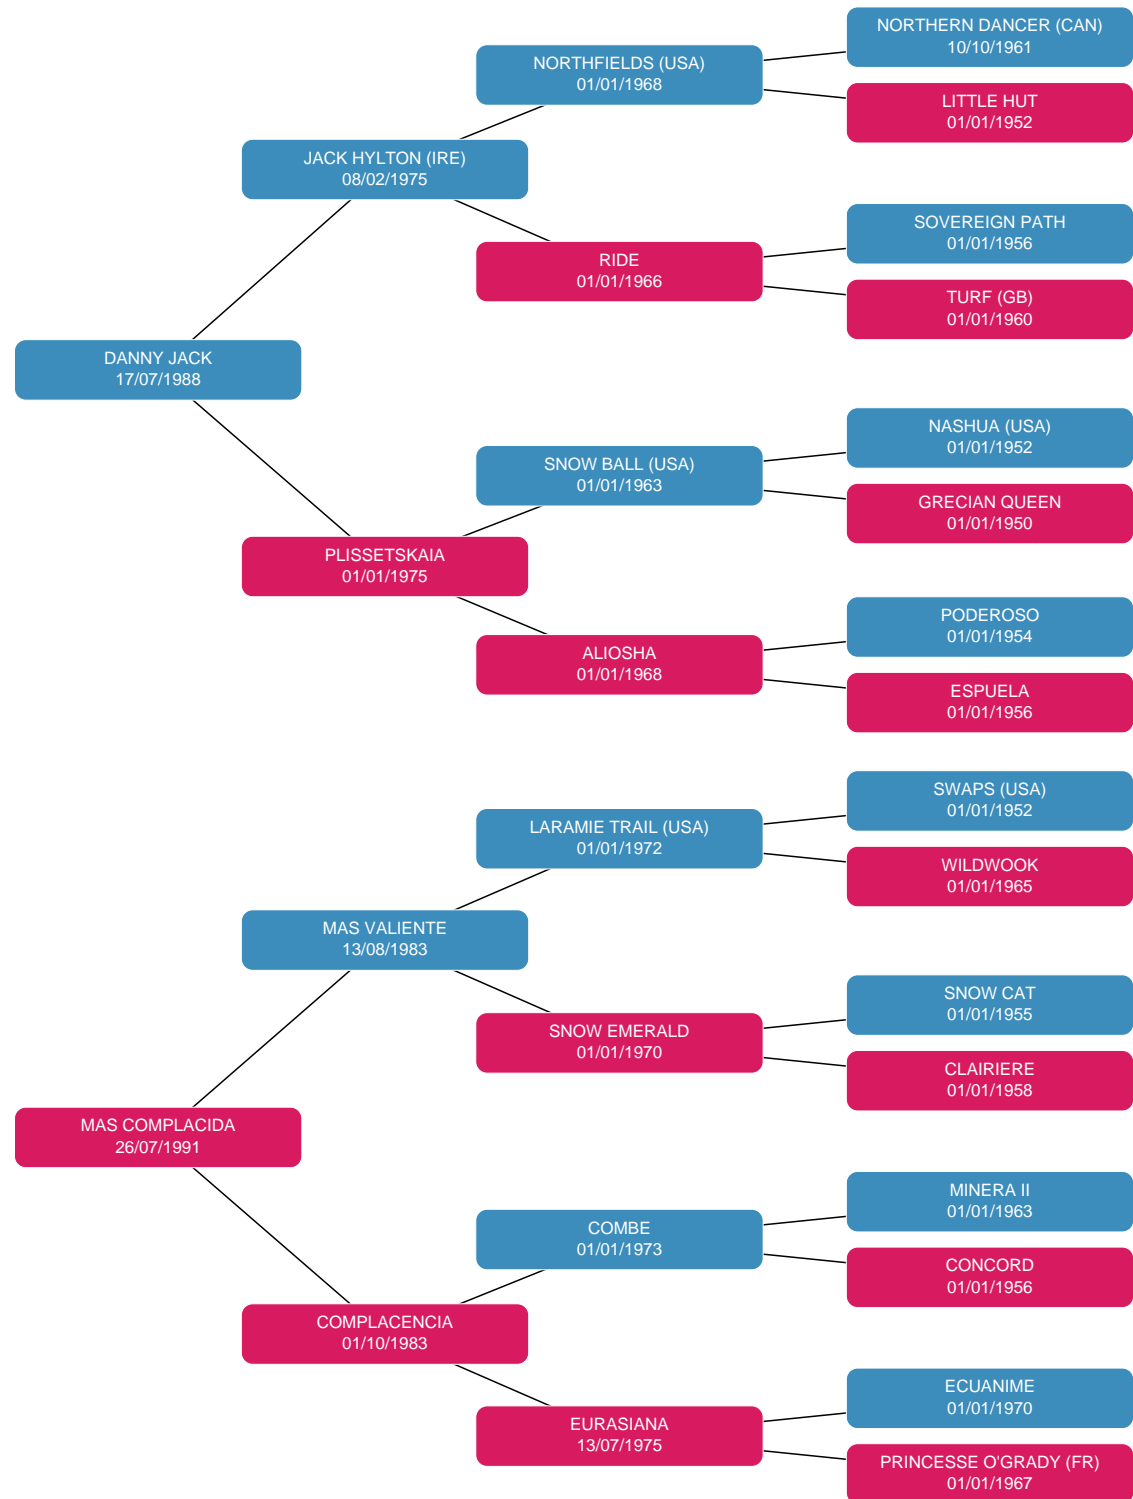 NORTHERN DANCER (CAN)
10/10/1961
NORTHFIELDS (USA)
01/01/1968
LITTLE HUT
01/01/1952
JACK HYLTON (IRE)
08/02/1975
SOVEREIGN PATH
01/01/1956
RIDE
01/01/1966
TURF (GB)
01/01/1960
DANNY JACK
17/07/1988
NASHUA (USA)
01/01/1952
SNOW BALL (USA)
01/01/1963
GRECIAN QUEEN
01/01/1950
PLISSETSKAIA
01/01/1975
PODEROSO
01/01/1954
ALIOSHA
01/01/1968
ESPUELA
01/01/1956
SWAPS (USA)
01/01/1952
LARAMIE TRAIL (USA)
01/01/1972
WILDWOOK
01/01/1965
MAS VALIENTE
13/08/1983
SNOW CAT
01/01/1955
SNOW EMERALD
01/01/1970
CLAIRIERE
01/01/1958
MAS COMPLACIDA
26/07/1991
MINERA II
01/01/1963
COMBE
01/01/1973
CONCORD
01/01/1956
COMPLACENCIA
01/10/1983
ECUANIME
01/01/1970
EURASIANA
13/07/1975
PRINCESSE O'GRADY (FR)
01/01/1967